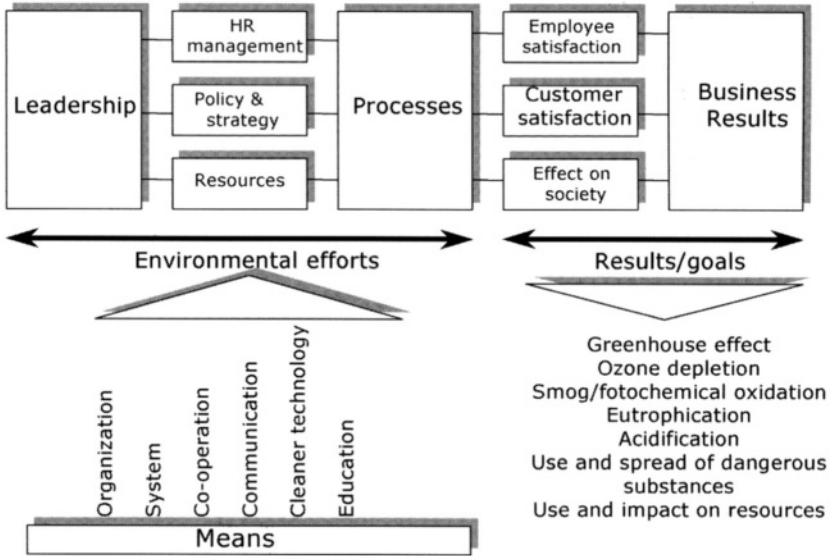 Leadership
HR
management
Policy &
strategy
Resources
Processes
Employee
satisfaction
Customer
satisfaction
Effect on
society
Business
Results
Environmental efforts
Results/goals
Organization
System
Co-operation
Communication
Cleaner technology
Education
Means
Greenhouse effect
Ozone depletion
Smog/fotochemical oxidation
Eutrophication
Acidification
Use and spread of dangerous
substances
Use and impact on resources